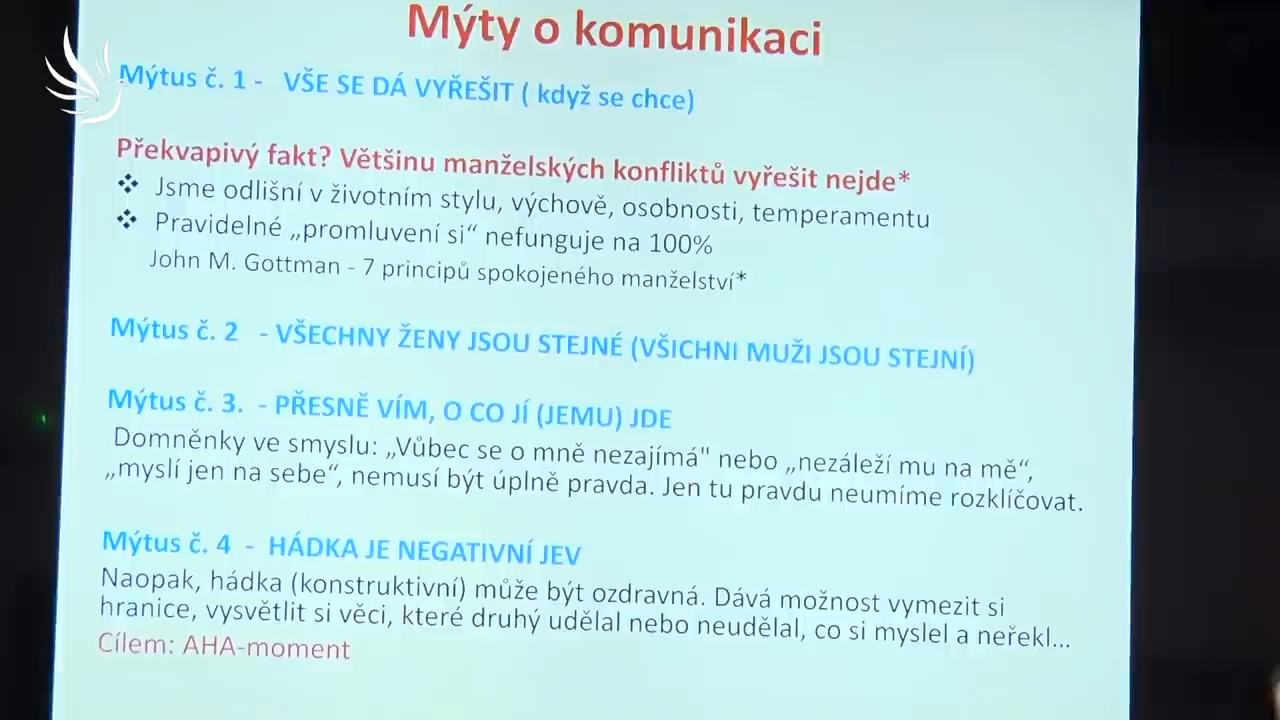 Mýty o komunikaci
Mýtus č. 1 - VŠE SE DÁ VYŘEŠIT ( když se chce)
Překvapivý fakt? Většinu manželských konfliktů vyřešit nejde*
Jsme odlišní v životním stylu, výchově, osobnosti, temperamentu
Pravidelné „promluvení si“ nefunguje na 100%
John M. Gottman - 7 principů spokojeného manželství*
Mýtus č. 2 - VŠECHNY ŽENY JSOU STEJNÉ (VŠICHNI MUŽI JSOU STEJNÍ)
Mýtus č. 3. - PŘESNĚ VÍM, O CO JÍ (JEMU) JDE
Domněnky ve smyslu: „Vůbec se o mně nezajímá" nebo „nezáleží mu na mě“,
„myslí jen na sebe“, nemusí být úplně pravda. Jen tu pravdu neumíme rozklíčovat.
Mýtus č. 4 - HÁDKA JE NEGATIVNÍ JEV
Naopak, hádka (konstruktivní) může být ozdravná. Dává možnost vymezit si
hranice, vysvětlit si věci, které druhý udělal nebo neudělal, co si myslel a neřekl...
Cílem: AHA-moment